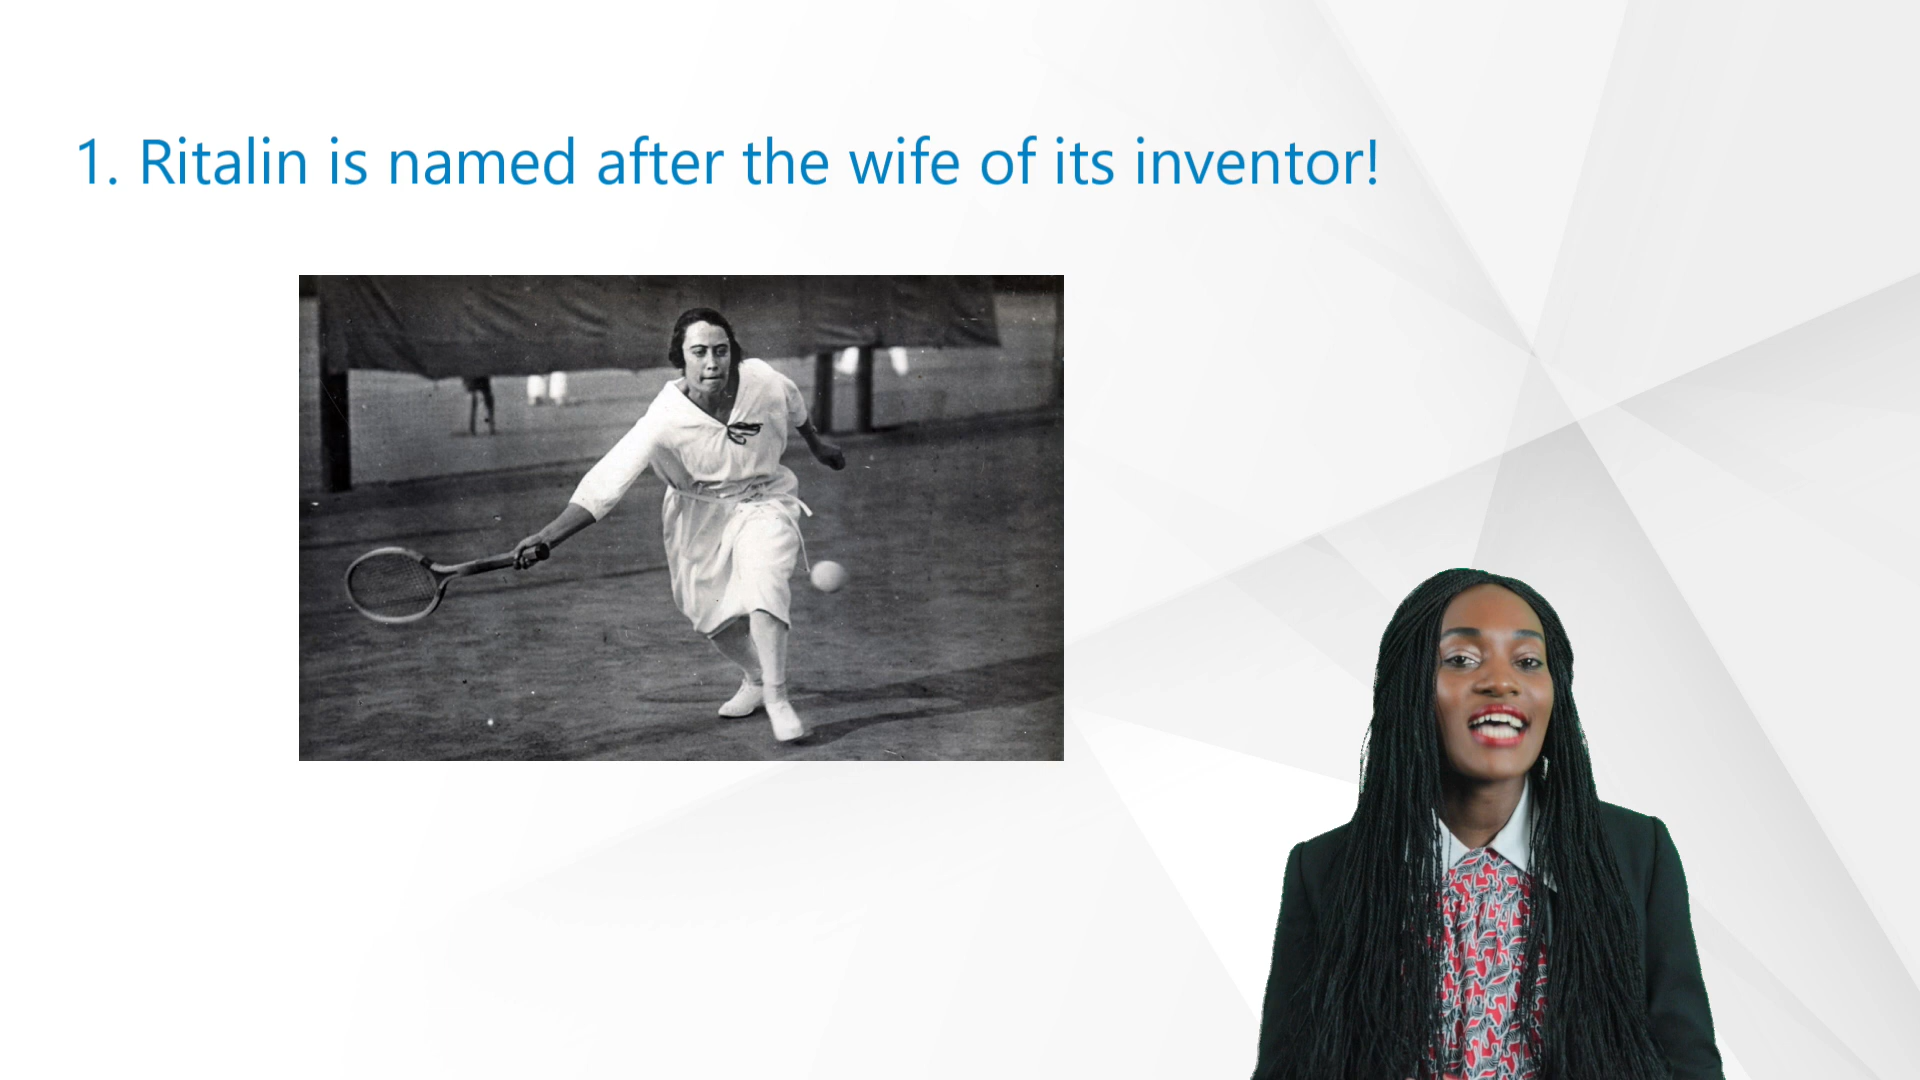 1. Ritalin is named after the wife of its inventor!